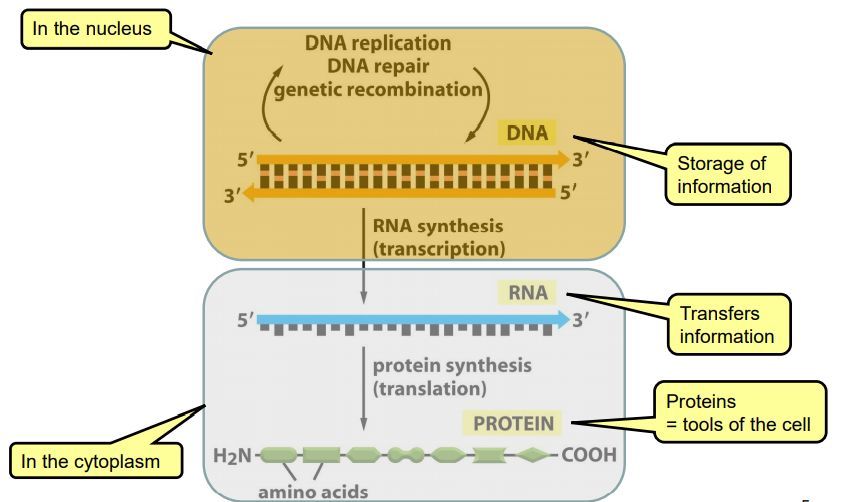 In the nucleus
DNA replication
DNA repair
genetic recombination
DNA
5′
3′
3′
5′
Storage of
information
RNA synthesis
(transcription)
RNA
5′
3′
Transfers
information
protein synthesis
(translation)
PROTEIN
Proteins
= tools of the cell
In the cytoplasm
H2N
COOH
amino acids